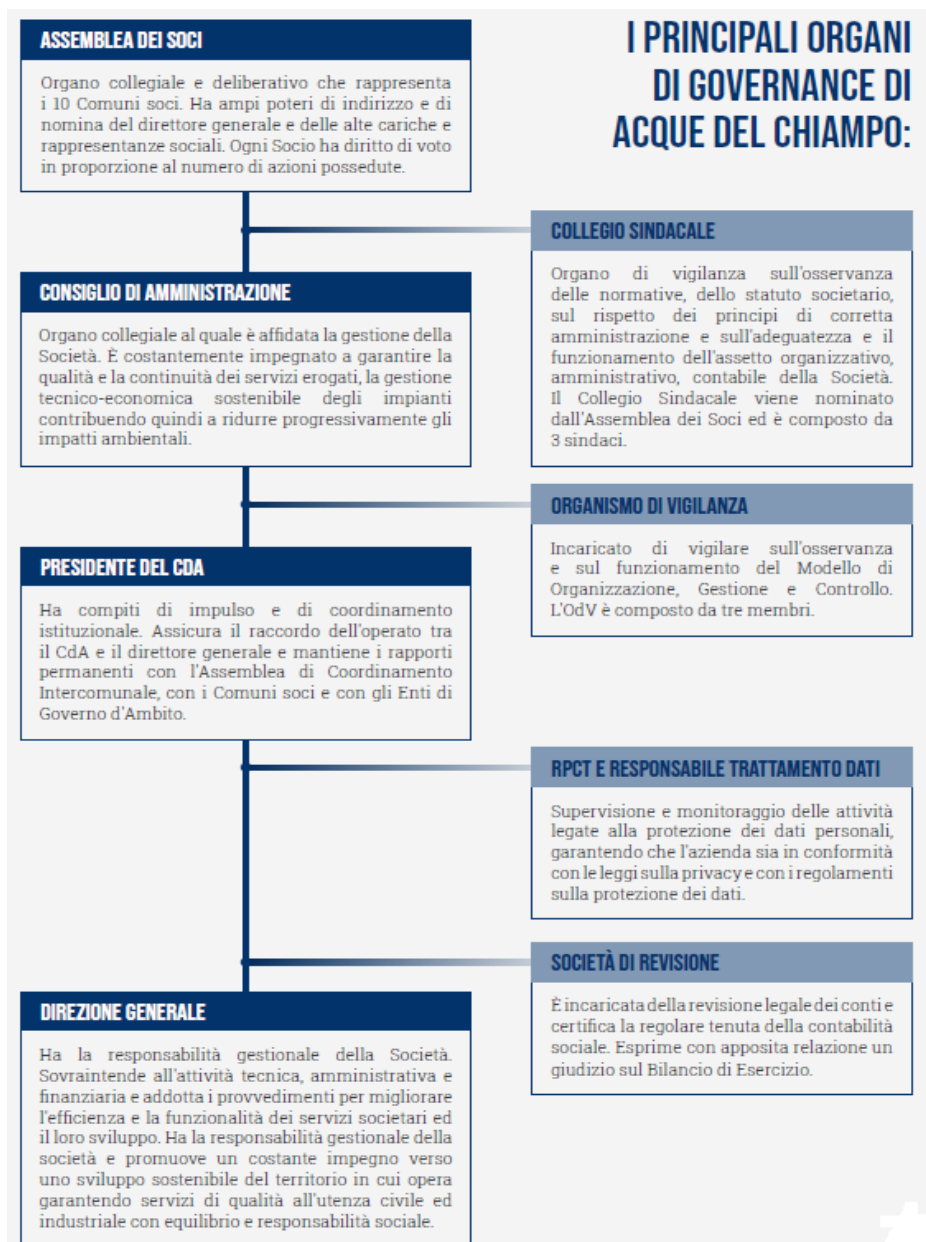 I PRINCIPALI ORGANI
DI GOVERNANCE DI
ACQUE DEL CHIAMPO:
ASSEMBLEA DEI SOCI
Organo collegiale e deliberativo che rappresenta
i 10 Comuni soci. Ha ampi poteri di indirizzo e di
nomina del direttore generale e delle alte cariche e
rappresentanze sociali. Ogni Socio ha diritto di voto
in proporzione al numero di azioni possedute.
COLLEGIO SINDACALE
Organo di vigilanza sull'osservanza
delle normative, dello statuto societario,
sul rispetto dei principi di corretta
amministrazione e sull'adeguatezza e il
funzionamento dell'assetto organizzativo,
amministrativo, contabile della Società.
Il Collegio Sindacale viene nominato
dall'Assemblea dei Soci ed è composto da
3 sindaci.
CONSIGLIO DI AMMINISTRAZIONE
Organo collegiale al quale è affidata la gestione della
Società. È costantemente impegnato a garantire la
qualità e la continuità dei servizi erogati, la gestione
tecnico-economica sostenibile degli impianti
contribuendo quindi a ridurre progressivamente gli
impatti ambientali.
ORGANISMO DI VIGILANZA
Incaricato di vigilare sull'osservanza
e sul funzionamento del Modello di
Organizzazione, Gestione e Controllo.
L'OdV è composto da tre membri.
PRESIDENTE DEL CDA
Ha compiti di impulso e di coordinamento
istituzionale. Assicura il raccordo dell'operato tra
il CdA e il direttore generale e mantiene i rapporti
permanenti con l'Assemblea di Coordinamento
Intercomunale, con i Comuni soci e con gli Enti di
Governo d'Ambito.
RPCT E RESPONSABILE TRATTAMENTO DATI
Supervisione e monitoraggio delle attività
legate alla protezione dei dati personali,
garantendo che l'azienda sia in conformità
con le leggi sulla privacy e con i regolamenti
sulla protezione dei dati.
SOCIETÀ DI REVISIONE
È incaricata della revisione legale dei conti e
certifica la regolare tenuta della contabilità
sociale. Esprime con apposita relazione un
giudizio sul Bilancio di Esercizio.
DIREZIONE GENERALE
Ha la responsabilità gestionale della Società.
Sovraintende all'attività tecnica, amministrativa e
finanziaria e addotta i provvedimenti per migliorare
l'efficienza e la funzionalità dei servizi societari ed
il loro sviluppo. Ha la responsabilità gestionale della
società e promuove un costante impegno verso
uno sviluppo sostenibile del territorio in cui opera
garantendo servizi di qualità all'utenza civile ed
industriale con equilibrio e responsabilità sociale.